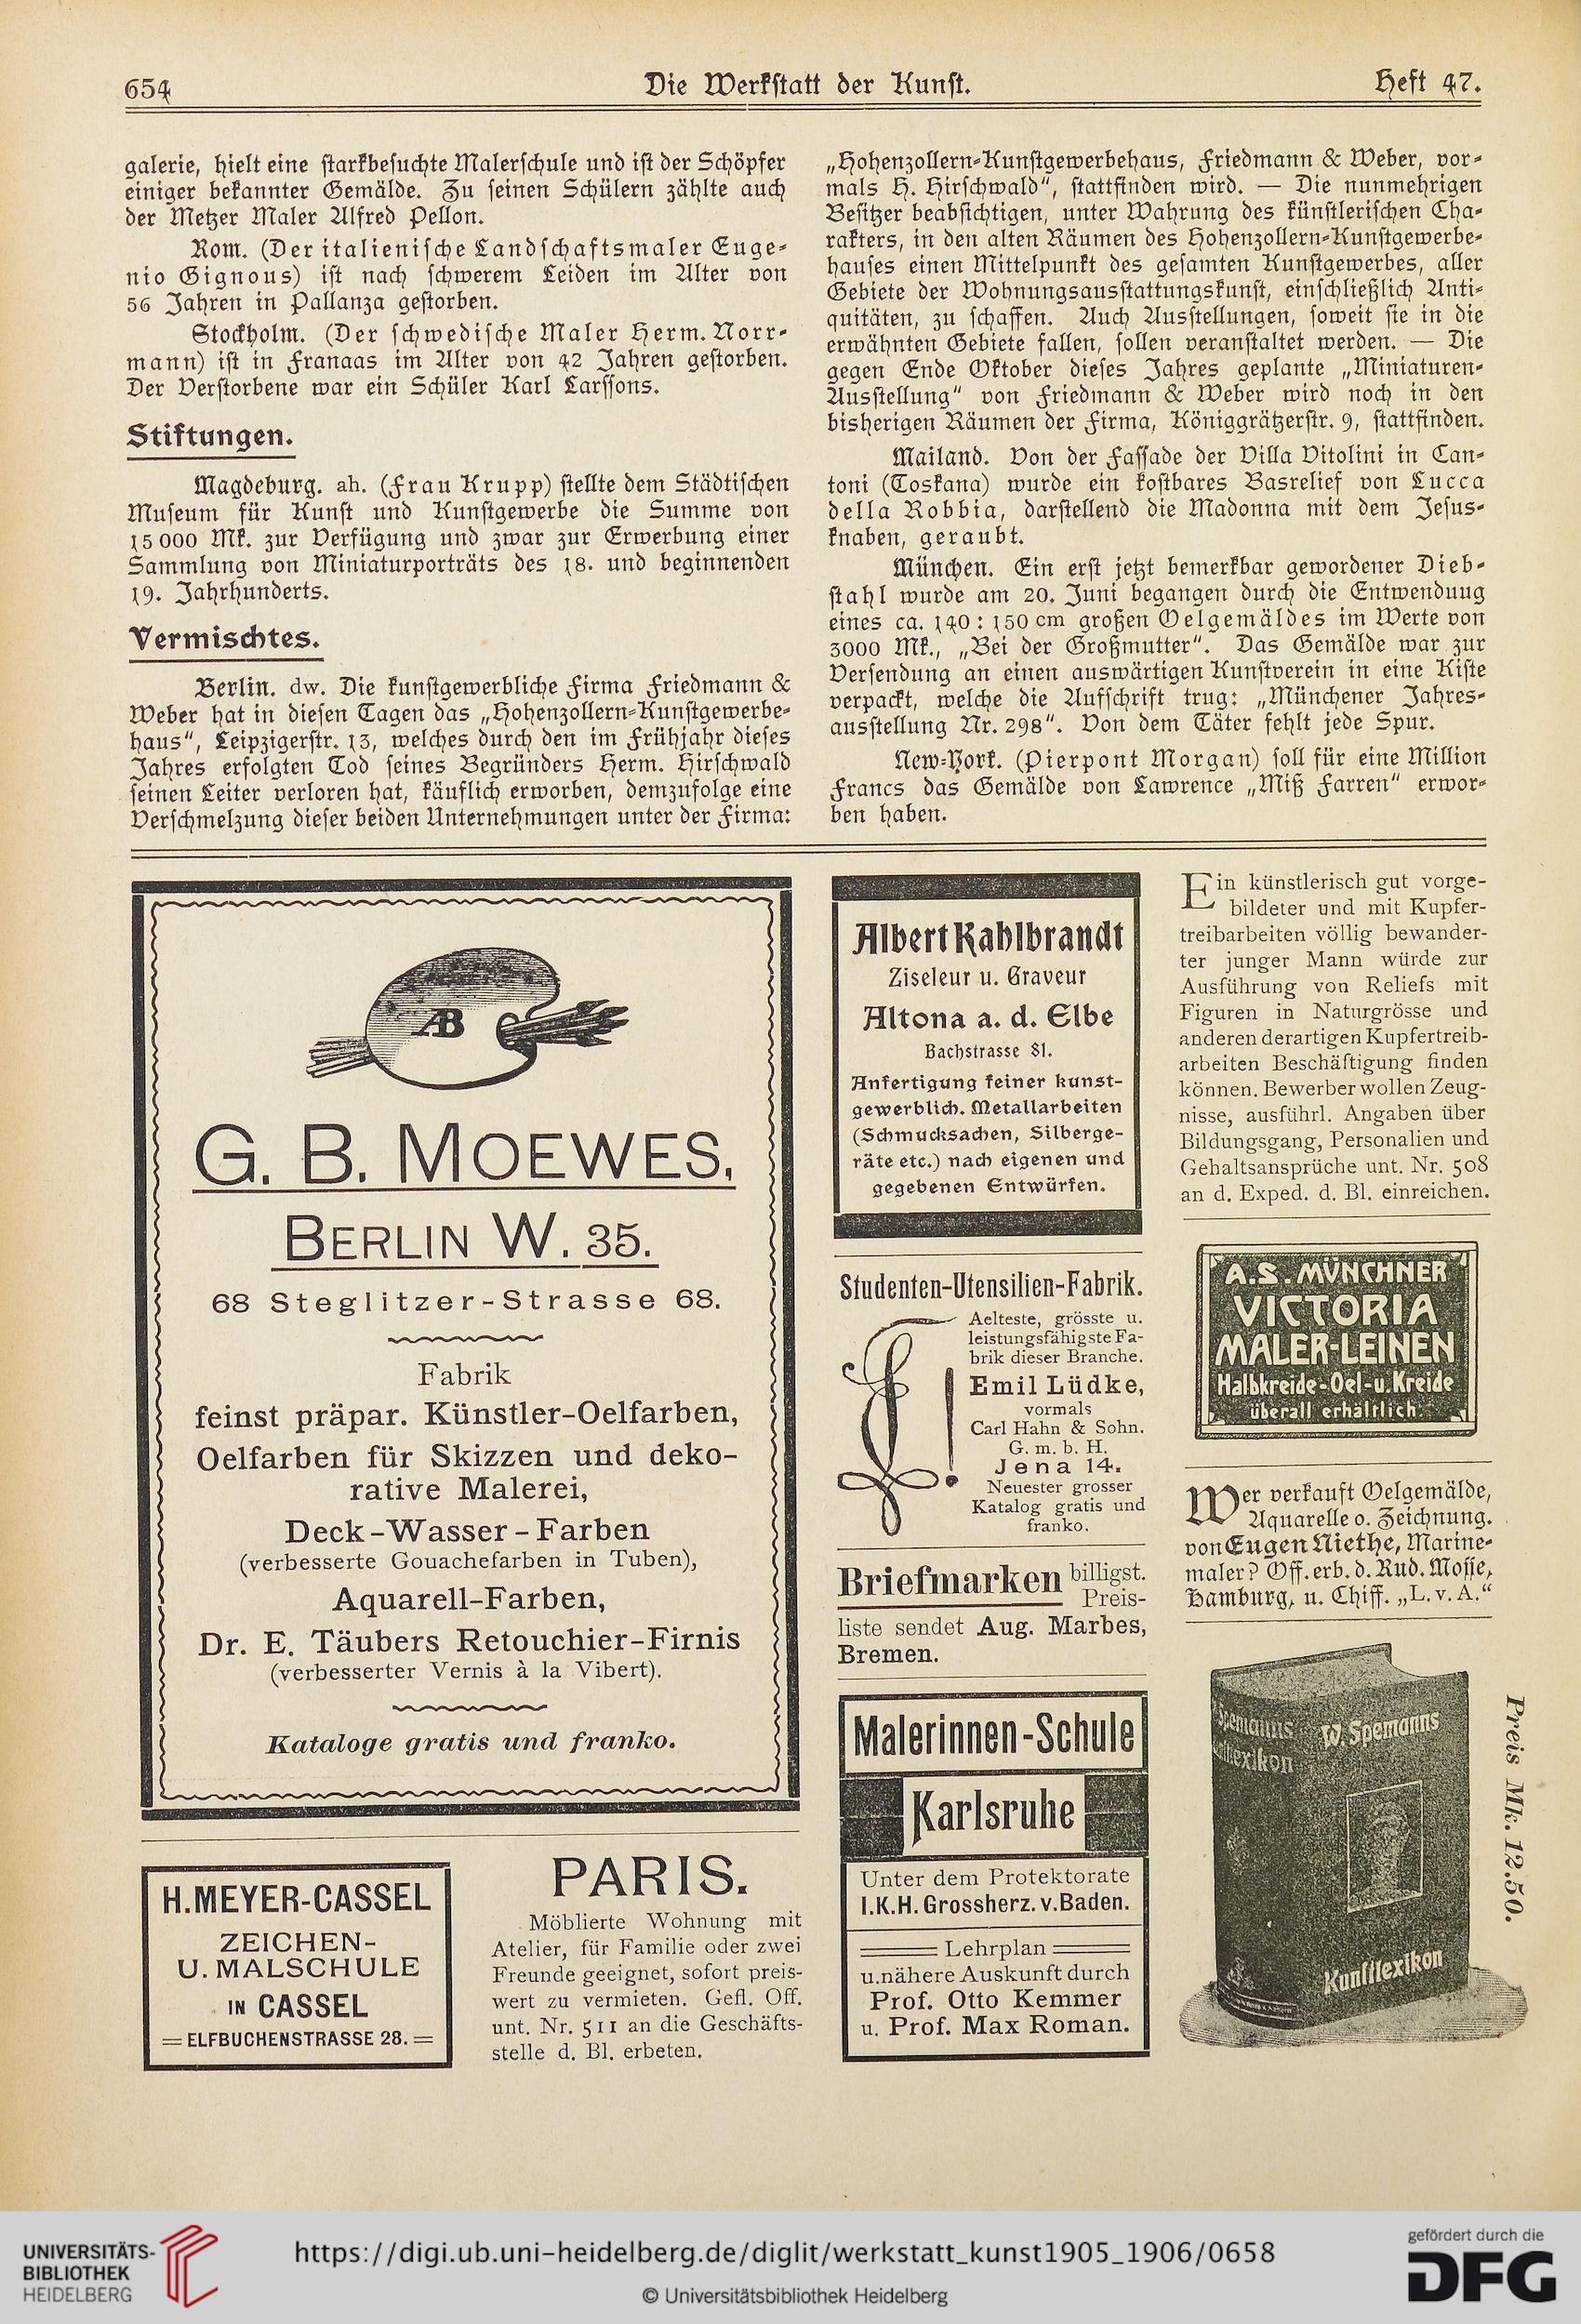 654
Die Werkſtatt der Kunſt.
Heft 47.
galerie, hielt eine ſtarkbeſuchte Malerſchule und iſt der Schöpfer
einiger bekannter Gemälde. Zu ſeinen Schülern zählte auch
der Metzer Maler Alfred Pellon.
Rom. (Der italieniſche Landſchaftsmaler Euge-
nio Gignous) iſt nach ſchwerem Leiden im Alter von
56 Jahren in Pallanza geſtorben.
Stockholm. (Der ſchwediſche Maler Herm. Norr-
mann) iſt in Franaas im Alter von 42 Jahren geſtorben.
Der Verſtorbene war ein Schüler Karl Larſſons.
Stiftungen.
Magdeburg. ah. (Frau Krupp) ſtellte dem Städtiſchen
Muſeum für Kunſt und Kunſtgewerbe die Summe von
15 000 Mk. zur Verfügung und zwar zur Erwerbung einer
Sammlung von Miniaturporträts des 18. und beginnenden
19. Jahrhunderts.
Vermischtes.
Berlin. dw. Die kunſtgewerbliche Firma Friedmann &
Weber hat in dieſen Tagen das „Hohenzollern-Kunſtgewerbe-
haus“, Leipzigerſtr. 13, welches durch den im Frühjahr dieſes
Jahres erfolgten Tod ſeines Begründers Herm. Hirſchwald
ſeinen Leiter verloren hat, käuflich erworben, demzufolge eine
Verſchmelzung dieſer beiden Unternehmungen unter der Firma:
„Hohenzollern-Kunſtgewerbehaus, Friedmann & Weber, vor-
mals H. Hirſchwald“, ſtattfinden wird. — Die nunmehrigen
Beſitzer beabſichtigen, unter Wahrung des künſtleriſchen Cha-
rakters, in den alten Räumen des Hohenzollern-Kunſtgewerbe-
hauſes einen Mittelpunkt des geſamten Kunſtgewerbes, aller
Gebiete der Wohnungsausſtattungskunſt, einſchließlich Anti-
quitäten, zu ſchaffen. Auch Ausſtellungen, ſoweit ſie in die
erwähnten Gebiete fallen, ſollen veranſtaltet werden. — Die
gegen Ende Oktober dieſes Jahres geplante „Miniaturen-
Ausſtellung“ von Friedmann & Weber wird noch in den
bisherigen Räumen der Firma, Königgrätzerſtr. 9, ſtattfinden.
Mailand. Von der Faſſade der Villa Vitolini in Can-
toni (Toskana) wurde ein koſtbares Basrelief von Lucca
della Robbia, darſtellend die Madonna mit dem Jeſus-
knaben, geraubt.
München. Ein erſt jetzt bemerkbar gewordener Dieb-
ſtahl wurde am 20. Juni begangen durch die Entwendung
eines ca. 140 : 150 cm großen Oelgemäldes im Werte von
3000 Mk., „Bei der Großmutter“. Das Gemälde war zur
Verſendung an einen auswärtigen Kunſtverein in eine Kiſte
verpackt, welche die Aufſchrift trug: „Münchener Jahres-
ausſtellung Nr. 298“. Von dem Täter fehlt jede Spur.
New-York. (Pierpont Morgan) ſoll für eine Million
Francs das Gemälde von Lawrence „Miß Farren“ erwor-
ben haben.
AB
G. B. MOEWES,
BERLIN W. 35.
68 Steglitzer-Strasse 68.
Fabrik
feinst präpar. Künstler-Oelfarben,
Oelfarben für Skizzen und deko-
rative Malerei,
Deck-Wasser-Farben
(verbesserte Gouachefarben in Tuben),
Aquarell-Farben,
Dr. E. Täubers Retouchier-Firnis
(verbesserter Vernis à la Vibert).
Kataloge gratis und franko.
H. MEYER-CASSEL
ZEICHEN-
U. MALSCHULE
IN CASSEL
ELFBUCHENSTRASSE 28.
PARIS.
Möblierte Wohnung mit
Atelier, für Familie oder zwei
Freunde geeignet, sofort preis-
wert zu vermieten. Gefl. Off.
unt. Nr. 511 an die Geschäfts-
stelle d. Bl. erbeten.
Albert Kahlbrandt
Ziseleur u. Graveur
Altona a. d. Elbe
Bachstrasse 81.
Anfertigung feiner kunst-
gewerblich. Metallarbeiten
(Schmucksachen, Silberge-
räte etc.) nach eigenen und
gegebenen Entwürfen.
Studenten-Utensilien-Fabrik.
Aelteste, grösste u.
leistungsfähigste Fa-
brik dieser Branche.
Emil Lüdke,
vormals
Carl Hahn & Sohn.
G. m. b. H.
Jena 14.
Neuester grosser
Katalog gratis und
franko.
Briefmarken billigst.
Preis-
liste sendet Aug. Marbes,
Bremen.
Malerinnen-Schule
Karlsruhe
Unter dem Protektorate
I. K. H. Grossherz. v. Baden.
Lehrplan
u. nähere Auskunft durch
Prof. Otto Kemmer
u. Prof. Max Roman.
Ein künstlerisch gut vorge-
bildeter und mit Kupfer-
treibarbeiten völlig bewander-
ter junger Mann würde zur
Ausführung von Reliefs mit
Figuren in Naturgrösse und
anderen derartigen Kupfertreib-
arbeiten Beschäftigung finden
können. Bewerber wollen Zeug-
nisse, ausführl. Angaben über
Bildungsgang, Personalien und
Gehaltsansprüche unt. Nr. 508
an d. Exped. d. Bl. einreichen.
A. S. MÜNCHNER
VICTORIA
MALER-LEINEN
Halbkreide-Oel-u. Kreide
überall erhältlich.
Wer verkauft Oelgemälde,
Aquarelle o. Zeichnung.
von Eugen Niethe, Marine-
maler? Off. erb. d. Rud. Moſſe,
Hamburg, u. Chiff. „L. v. A.“
W. Spemanns
Kunſtlexikon
Preis Mk. 12.50.
UNIVERSITÄTS-
BIBLIOTHEK
HEIDELBERG
https://digi.ub.uni-heidelberg.de/diglit/werkstatt_kunst1905_1906/0658
© Universitätsbibliothek Heidelberg
gefördert durch die
DFG